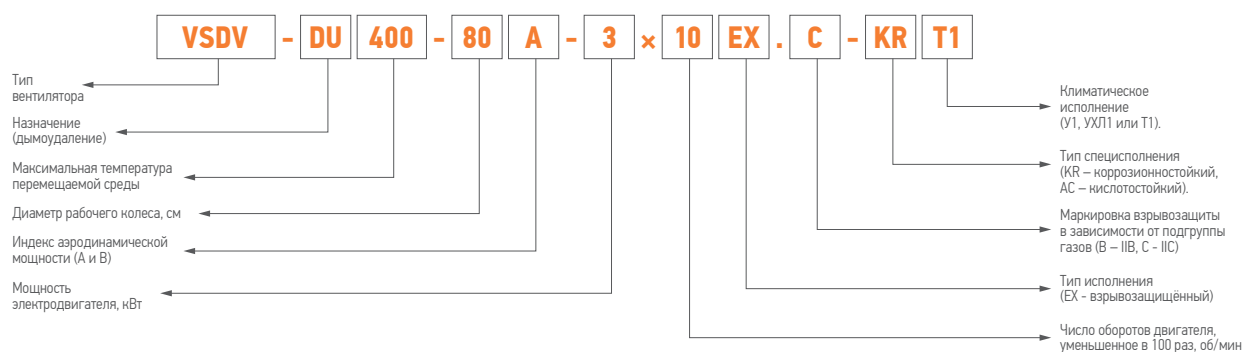 VSDV - DU 400 - 80 A - 3 × 10 EX . C - KR T1
Тип
вентилятора
Назначение
(дымоудаление)
Максимальная температура
перемещаемой среды
Диаметр рабочего колеса, см
Индекс аэродинамической
мощности (А и В)
Мощность
электродвигателя, кВт
Климатическое
исполнение
(У1, УХЛ1 или Т1).
Тип специсполнения
(KR – коррозионностойкий,
AC – кислотостойкий).
Маркировка взрывозащиты
в зависимости от подгруппы
газов (B – IIB, C - IIC)
Тип исполнения
(EX - взрывозащищённый)
Число оборотов двигателя,
уменьшенное в 100 раз, об/мин